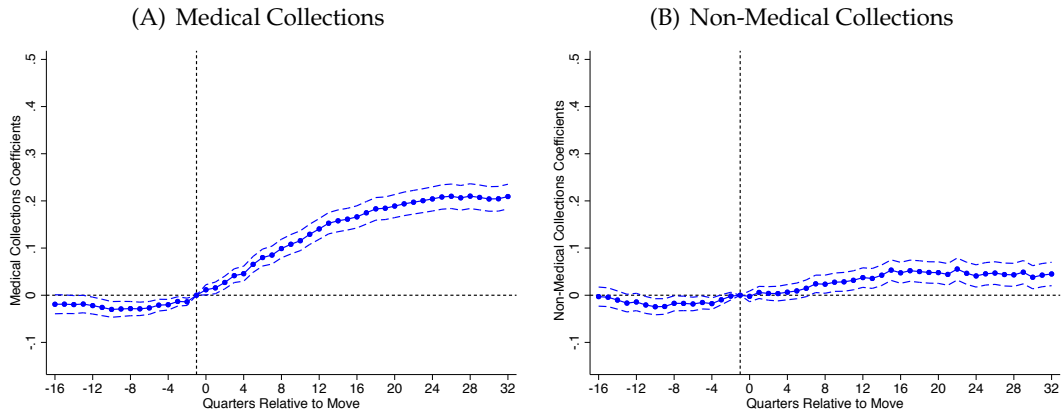 (A) Medical Collections
Medical Collections Coefficients
.5
.4
.3
.2
.1
0
-.1
-16 -12 -8 -4 0 4 8 12 16 20 24 28 32
Quarters Relative to Move
(B) Non-Medical Collections
Non-Medical Collections Coefficients
.5
.4
.3
.2
.1
0
-.1
-16 -12 -8 -4 0 4 8 12 16 20 24 28 32
Quarters Relative to Move